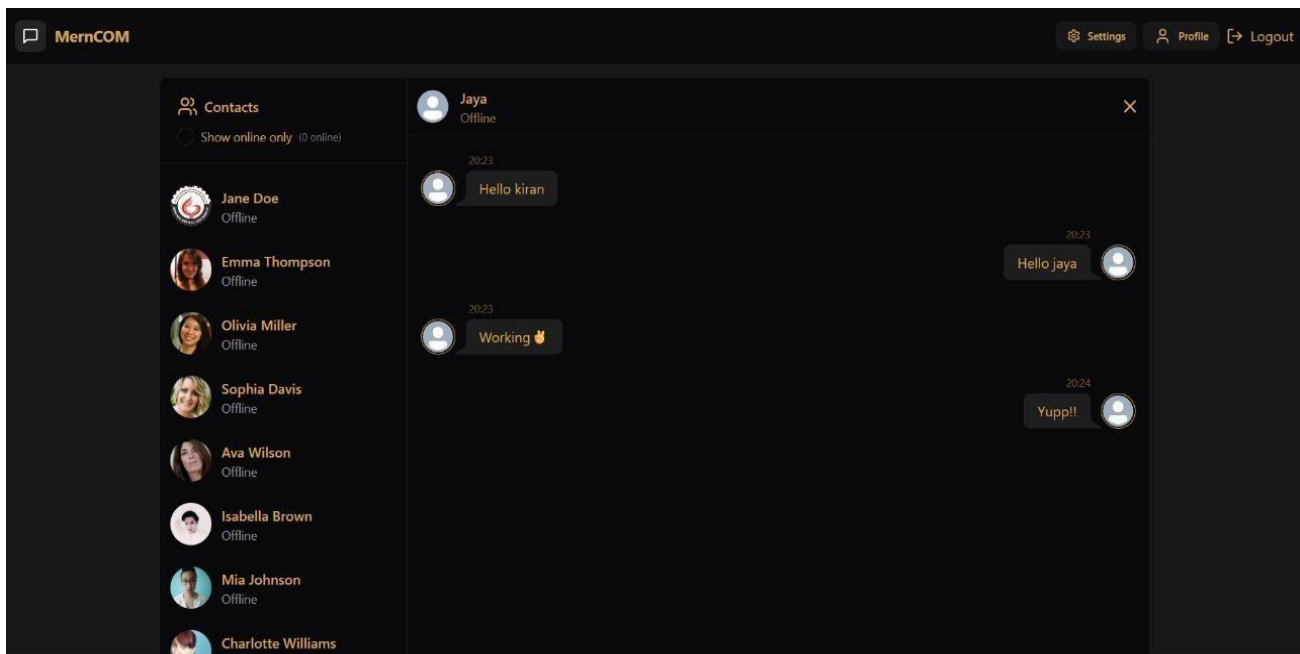 MernCOM
Settings
Profile
Logout
Contacts
Show online only (0 online)
Jane Doe
Offline
Emma Thompson
Offline
Olivia Miller
Offline
Sophia Davis
Offline
Ava Wilson
Offline
Isabella Brown
Offline
Mia Johnson
Offline
Charlotte Williams
Jaya
Offline
20:23
Hello kiran
20:23
Hello jaya
20:23
Working✌
20:24
Yupp!!